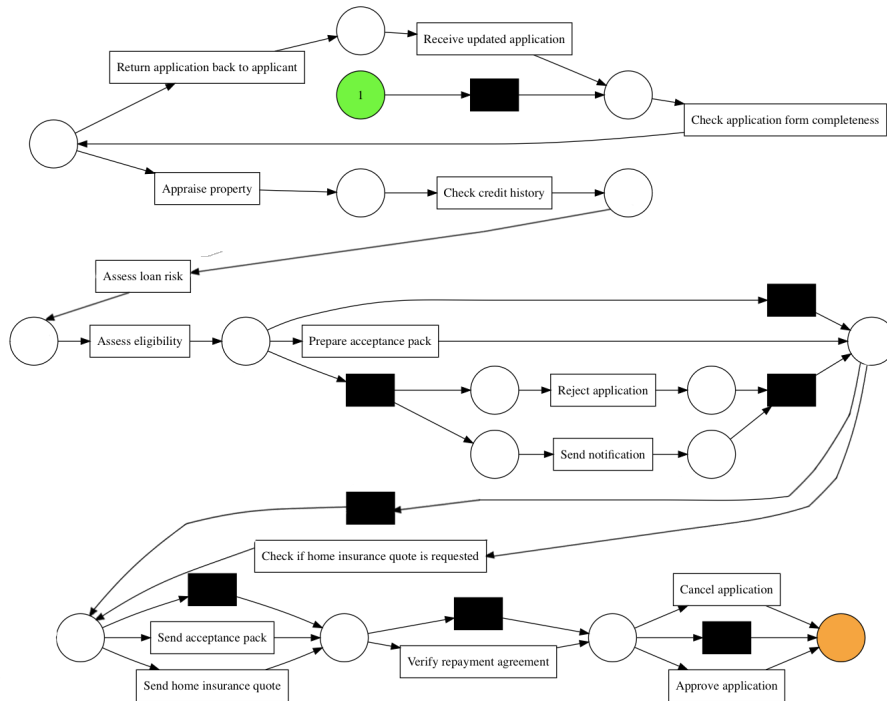 Receive updated application
Return application back to applicant
1
Check application form completeness
Appraise property
Check credit history
Assess loan risk
Assess eligibility
Prepare acceptance pack
Reject application
Send notification
Check if home insurance quote is requested
Cancel application
Send acceptance pack
Verify repayment agreement
Send home insurance quote
Approve application